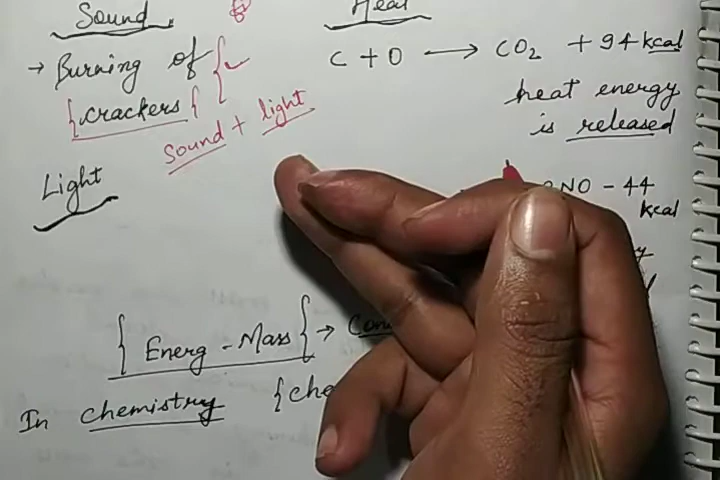 Sound
→ Burning of {
{crackers {
Sound + light
Light
Heat
C + O → CO2 + 94 kcal
heat energy
is released
2NO - 44
kcal
{ Energ - Mass } →
In chemistry